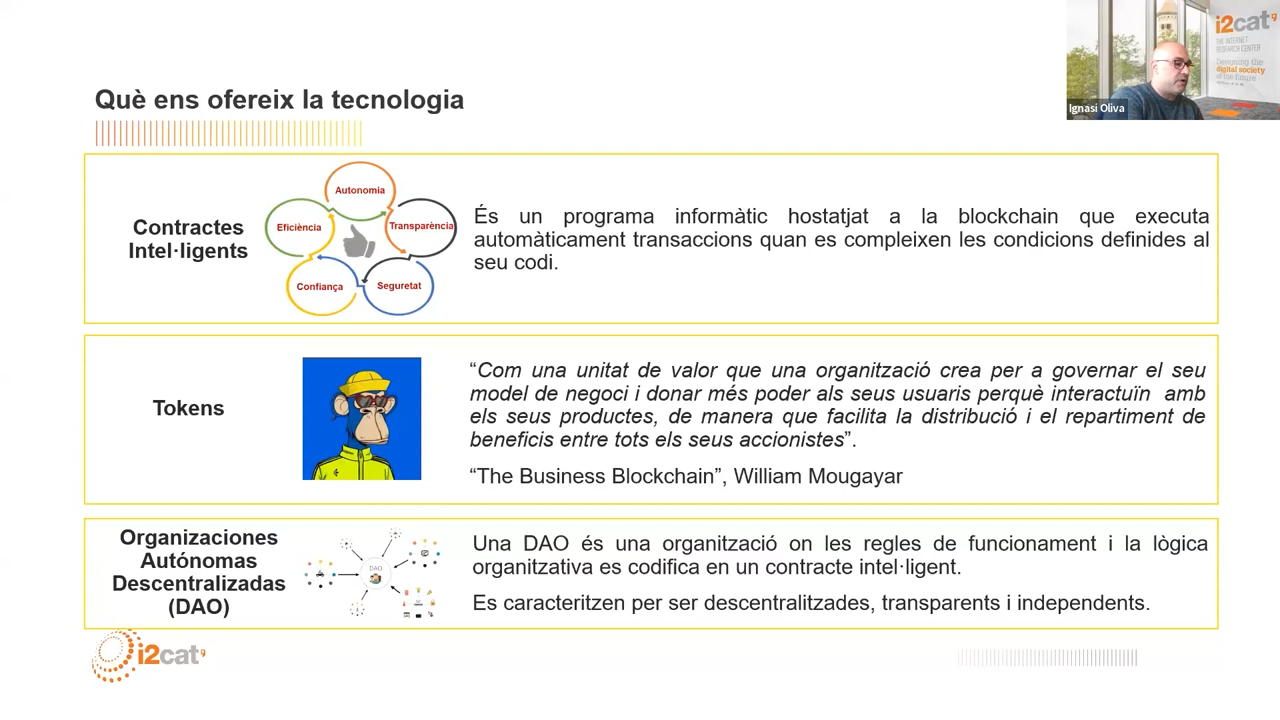 i2cat
THE INTERNET
RESEARCH CENTER
digital society
of the future
Ignasi Oliva
Què ens ofereix la tecnologia
Contractes
Intel·ligents
Autonomia
Eficiència
Transparència
Confiança
Seguretat
És un programa informàtic hostatjat a la blockchain que executa
automàticament transaccions quan es compleixen les condicions definides al
seu codi.
Tokens
“Com una unitat de valor que una organització crea per a governar el seu
model de negoci i donar més poder als seus usuaris perquè interactuïn amb
els seus productes, de manera que facilita la distribució i el repartiment de
beneficis entre tots els seus accionistes”.
“The Business Blockchain”, William Mougayar
Organizaciones
Autónomas
Descentralizadas
(DAO)
DAO
Una DAO és una organització on les regles de funcionament i la lògica
organitzativa es codifica en un contracte intel·ligent.
Es caracteritzen per ser descentralitzades, transparents i independents.
i2cat